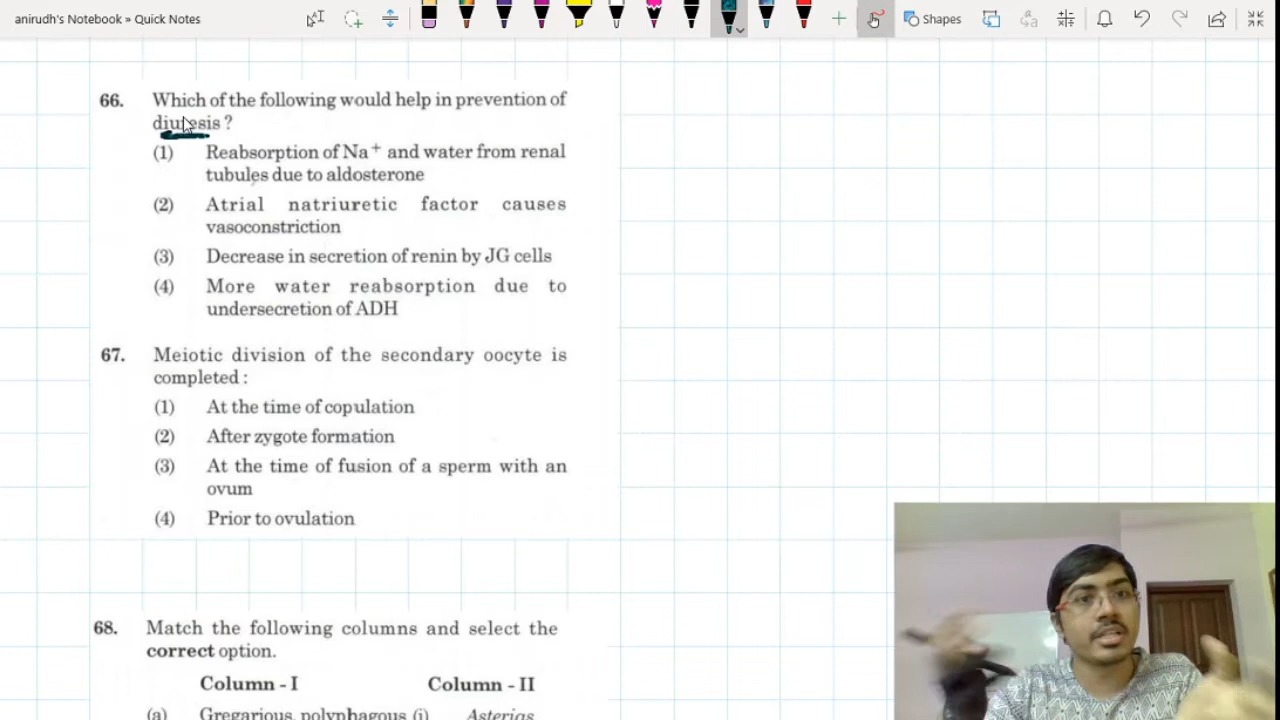 anirudh's Notebook » Quick Notes
Shapes
66. Which of the following would help in prevention of
diuresis ?
(1) Reabsorption of Na+ and water from renal
tubules due to aldosterone
(2) Atrial natriuretic factor causes
vasoconstriction
(3) Decrease in secretion of renin by JG cells
(4) More water reabsorption due to
undersecretion of ADH
67. Meiotic division of the secondary oocyte is
completed :
(1) At the time of copulation
(2) After zygote formation
(3) At the time of fusion of a sperm with an
ovum
(4) Prior to ovulation
68. Match the following columns and select the
correct option.
Column - I Column - II
(a) Gregarious, polyphagous (i) Asterias